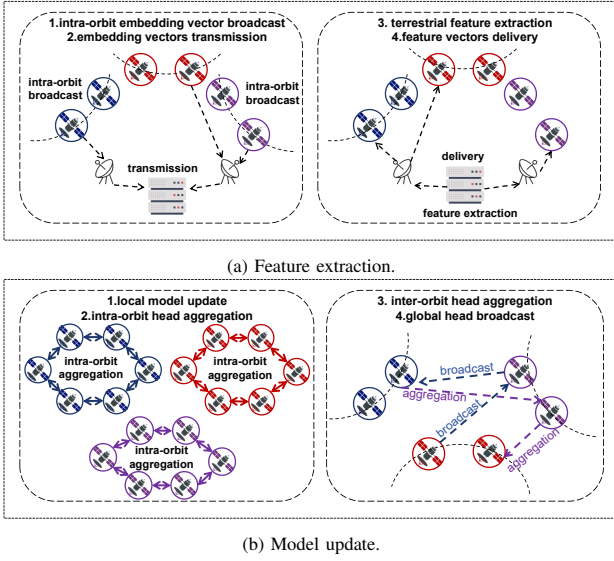 1.intra-orbit embedding vector broadcast
2.embedding vectors transmission
intra-orbit
broadcast
intra-orbit
broadcast
transmission
3. terrestrial feature extraction
4.feature vectors delivery
delivery
feature extraction
(a) Feature extraction.
1.local model update
2.intra-orbit head aggregation
intra-orbit
aggregation
intra-orbit
aggregation
intra-orbit
aggregation
3. inter-orbit head aggregation
4.global head broadcast
broadcast
aggregation
broadcast
aggregation
(b) Model update.